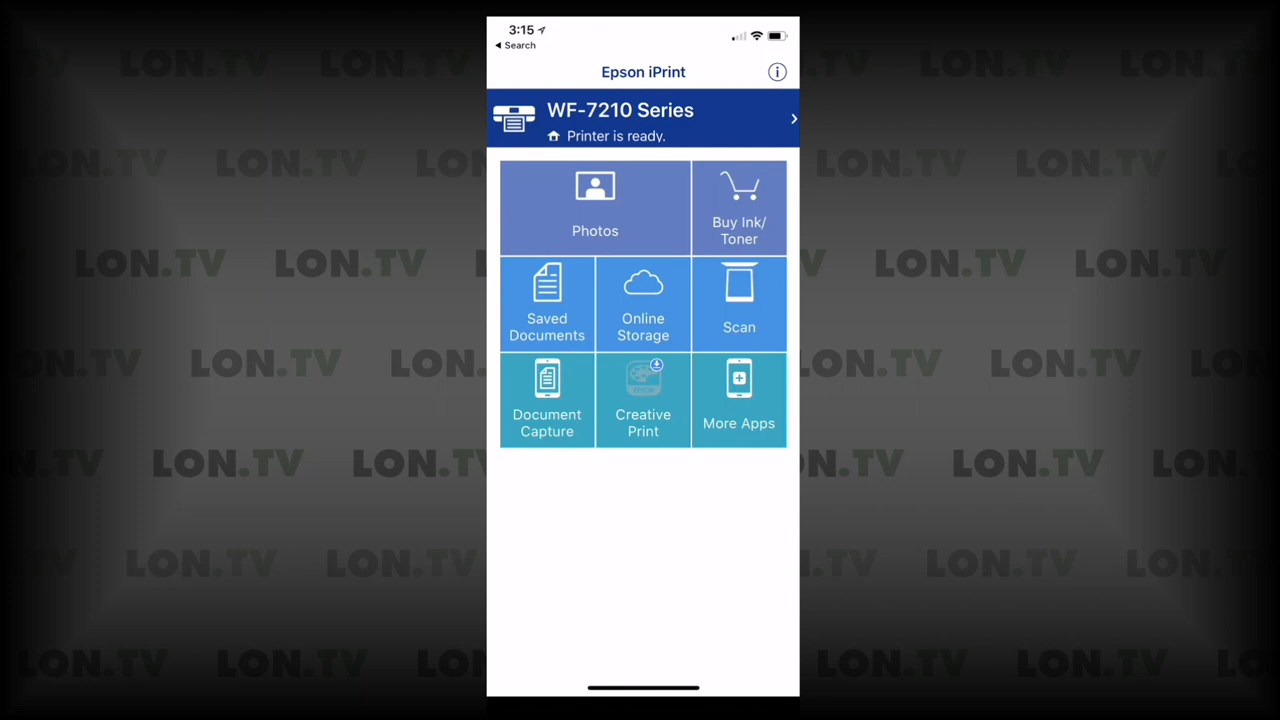 3:15
Search
Epson iPrint
WF-7210 Series
Printer is ready.
Photos
Buy Ink/
Toner
Saved
Documents
Online
Storage
Scan
Document
Capture
Creative
Print
More Apps
LON.TV